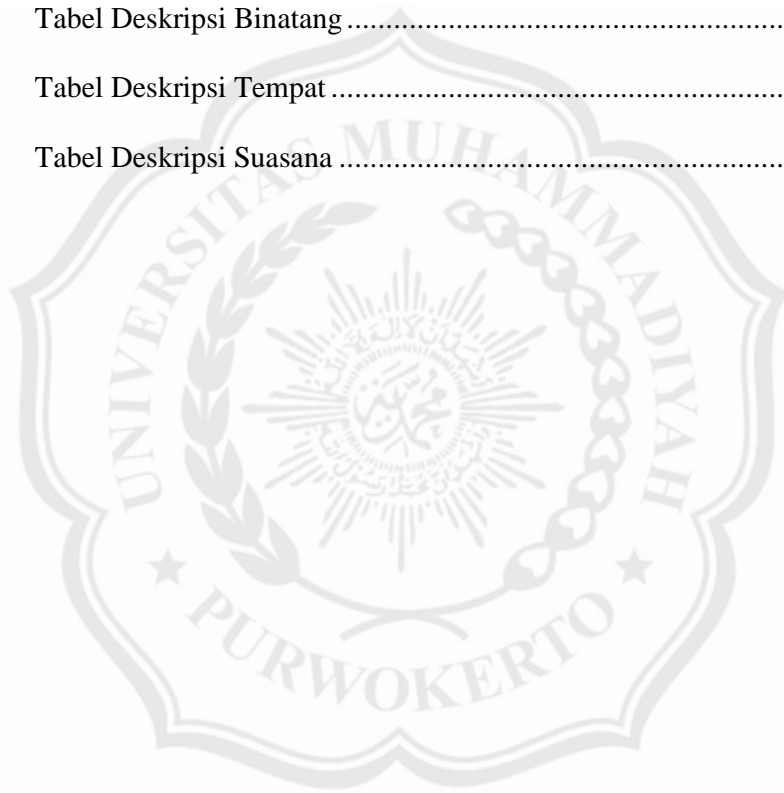 Tabel Deskripsi Binatang ........................................................
Tabel Deskripsi Tempat ..........................................................
Tabel Deskripsi Suasana .........................................................
UNIVERSITAS MUHAMMADIYAH
PURWOKERTO